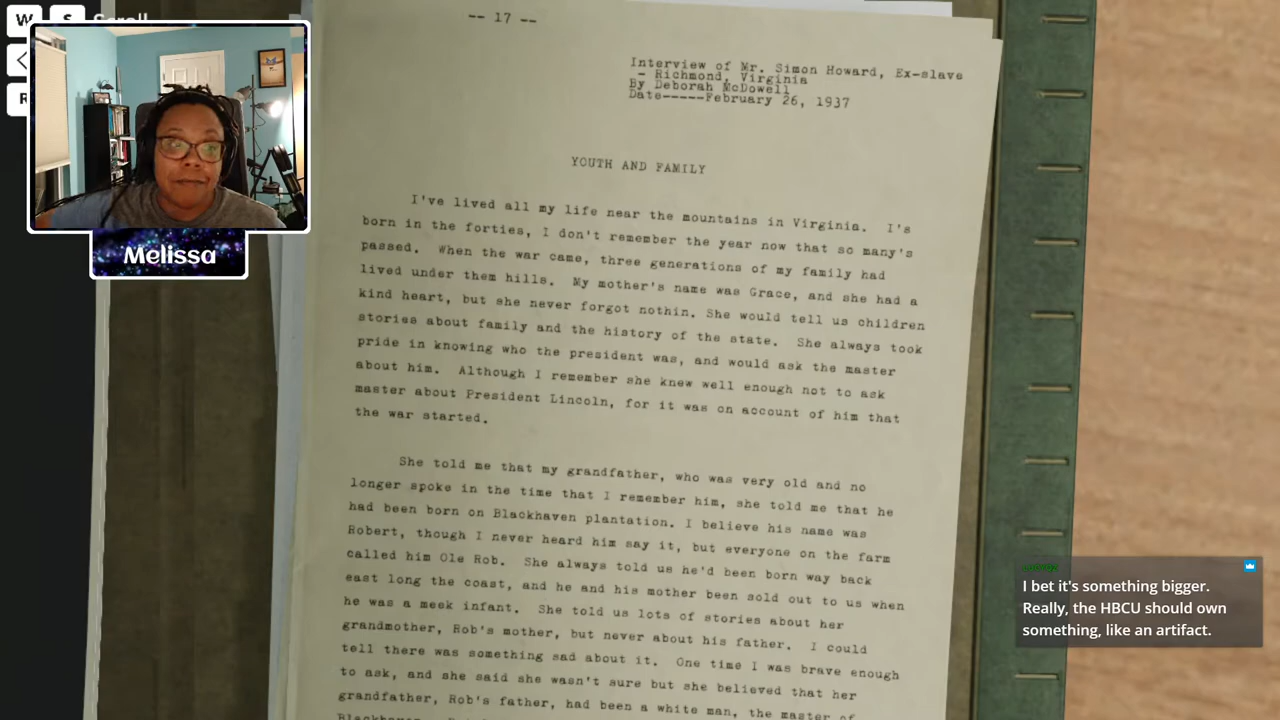 W S Scroll
<
R
Melissa
-- 17 --
Interview of Mr. Simon Howard, Ex-slave
- Richmond, Virginia
By Deborah McDowell
Date-----February 26, 1937
YOUTH AND FAMILY
I've lived all my life near the mountains in Virginia. I's
born in the forties, I don't remember the year now that so many's
passed. When the war came, three generations of my family had
lived under them hills. My mother's name was Grace, and she had a
kind heart, but she never forgot nothin. She would tell us children
stories about family and the history of the state. She always took
pride in knowing who the president was, and would ask the master
about him. Although I remember she knew well enough not to ask
master about President Lincoln, for it was on account of him that
the war started.
She told me that my grandfather, who was very old and no
longer spoke in the time that I remember him, she told me that he
had been born on Blackhaven plantation. I believe his name was
Robert, though I never heard him say it, but everyone on the farm
called him Ole Rob. She always told us he'd been born way back
east long the coast, and he and his mother been sold out to us when
he was a meek infant. She told us lots of stories about her
grandmother, Rob's mother, but never about his father. I could
tell there was something sad about it. One time I was brave enough
to ask, and she said she wasn't sure but she believed that her
grandfather, Rob's father, had been a white man, the master of
I bet it's something bigger.
Really, the HBCU should own
something, like an artifact.